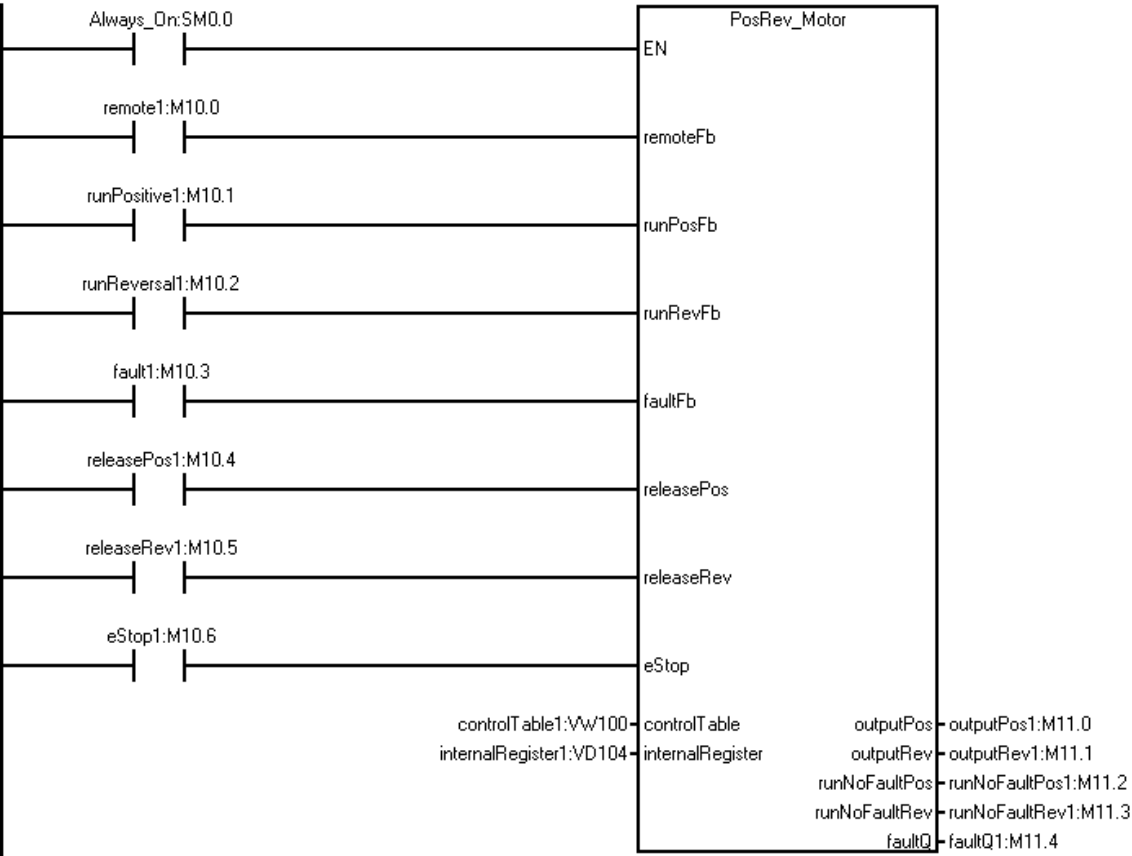 Always_On:SM0.0
PosRev_Motor
EN
remote1:M10.0
remoteFb
runPositive1:M10.1
runPosFb
runReversal1:M10.2
runRevFb
fault1:M10.3
faultFb
releasePos1:M10.4
releasePos
releaseRev1:M10.5
releaseRev
eStop1:M10.6
eStop
controlTable1:VW100 controlTable outputPos outputPos1:M11.0
internalRegister1:VD104 internalRegister outputRev outputRev1:M11.1
runNoFaultPos runNoFaultPos1:M11.2
runNoFaultRev runNoFaultRev1:M11.3
faultQ faultQ1:M11.4